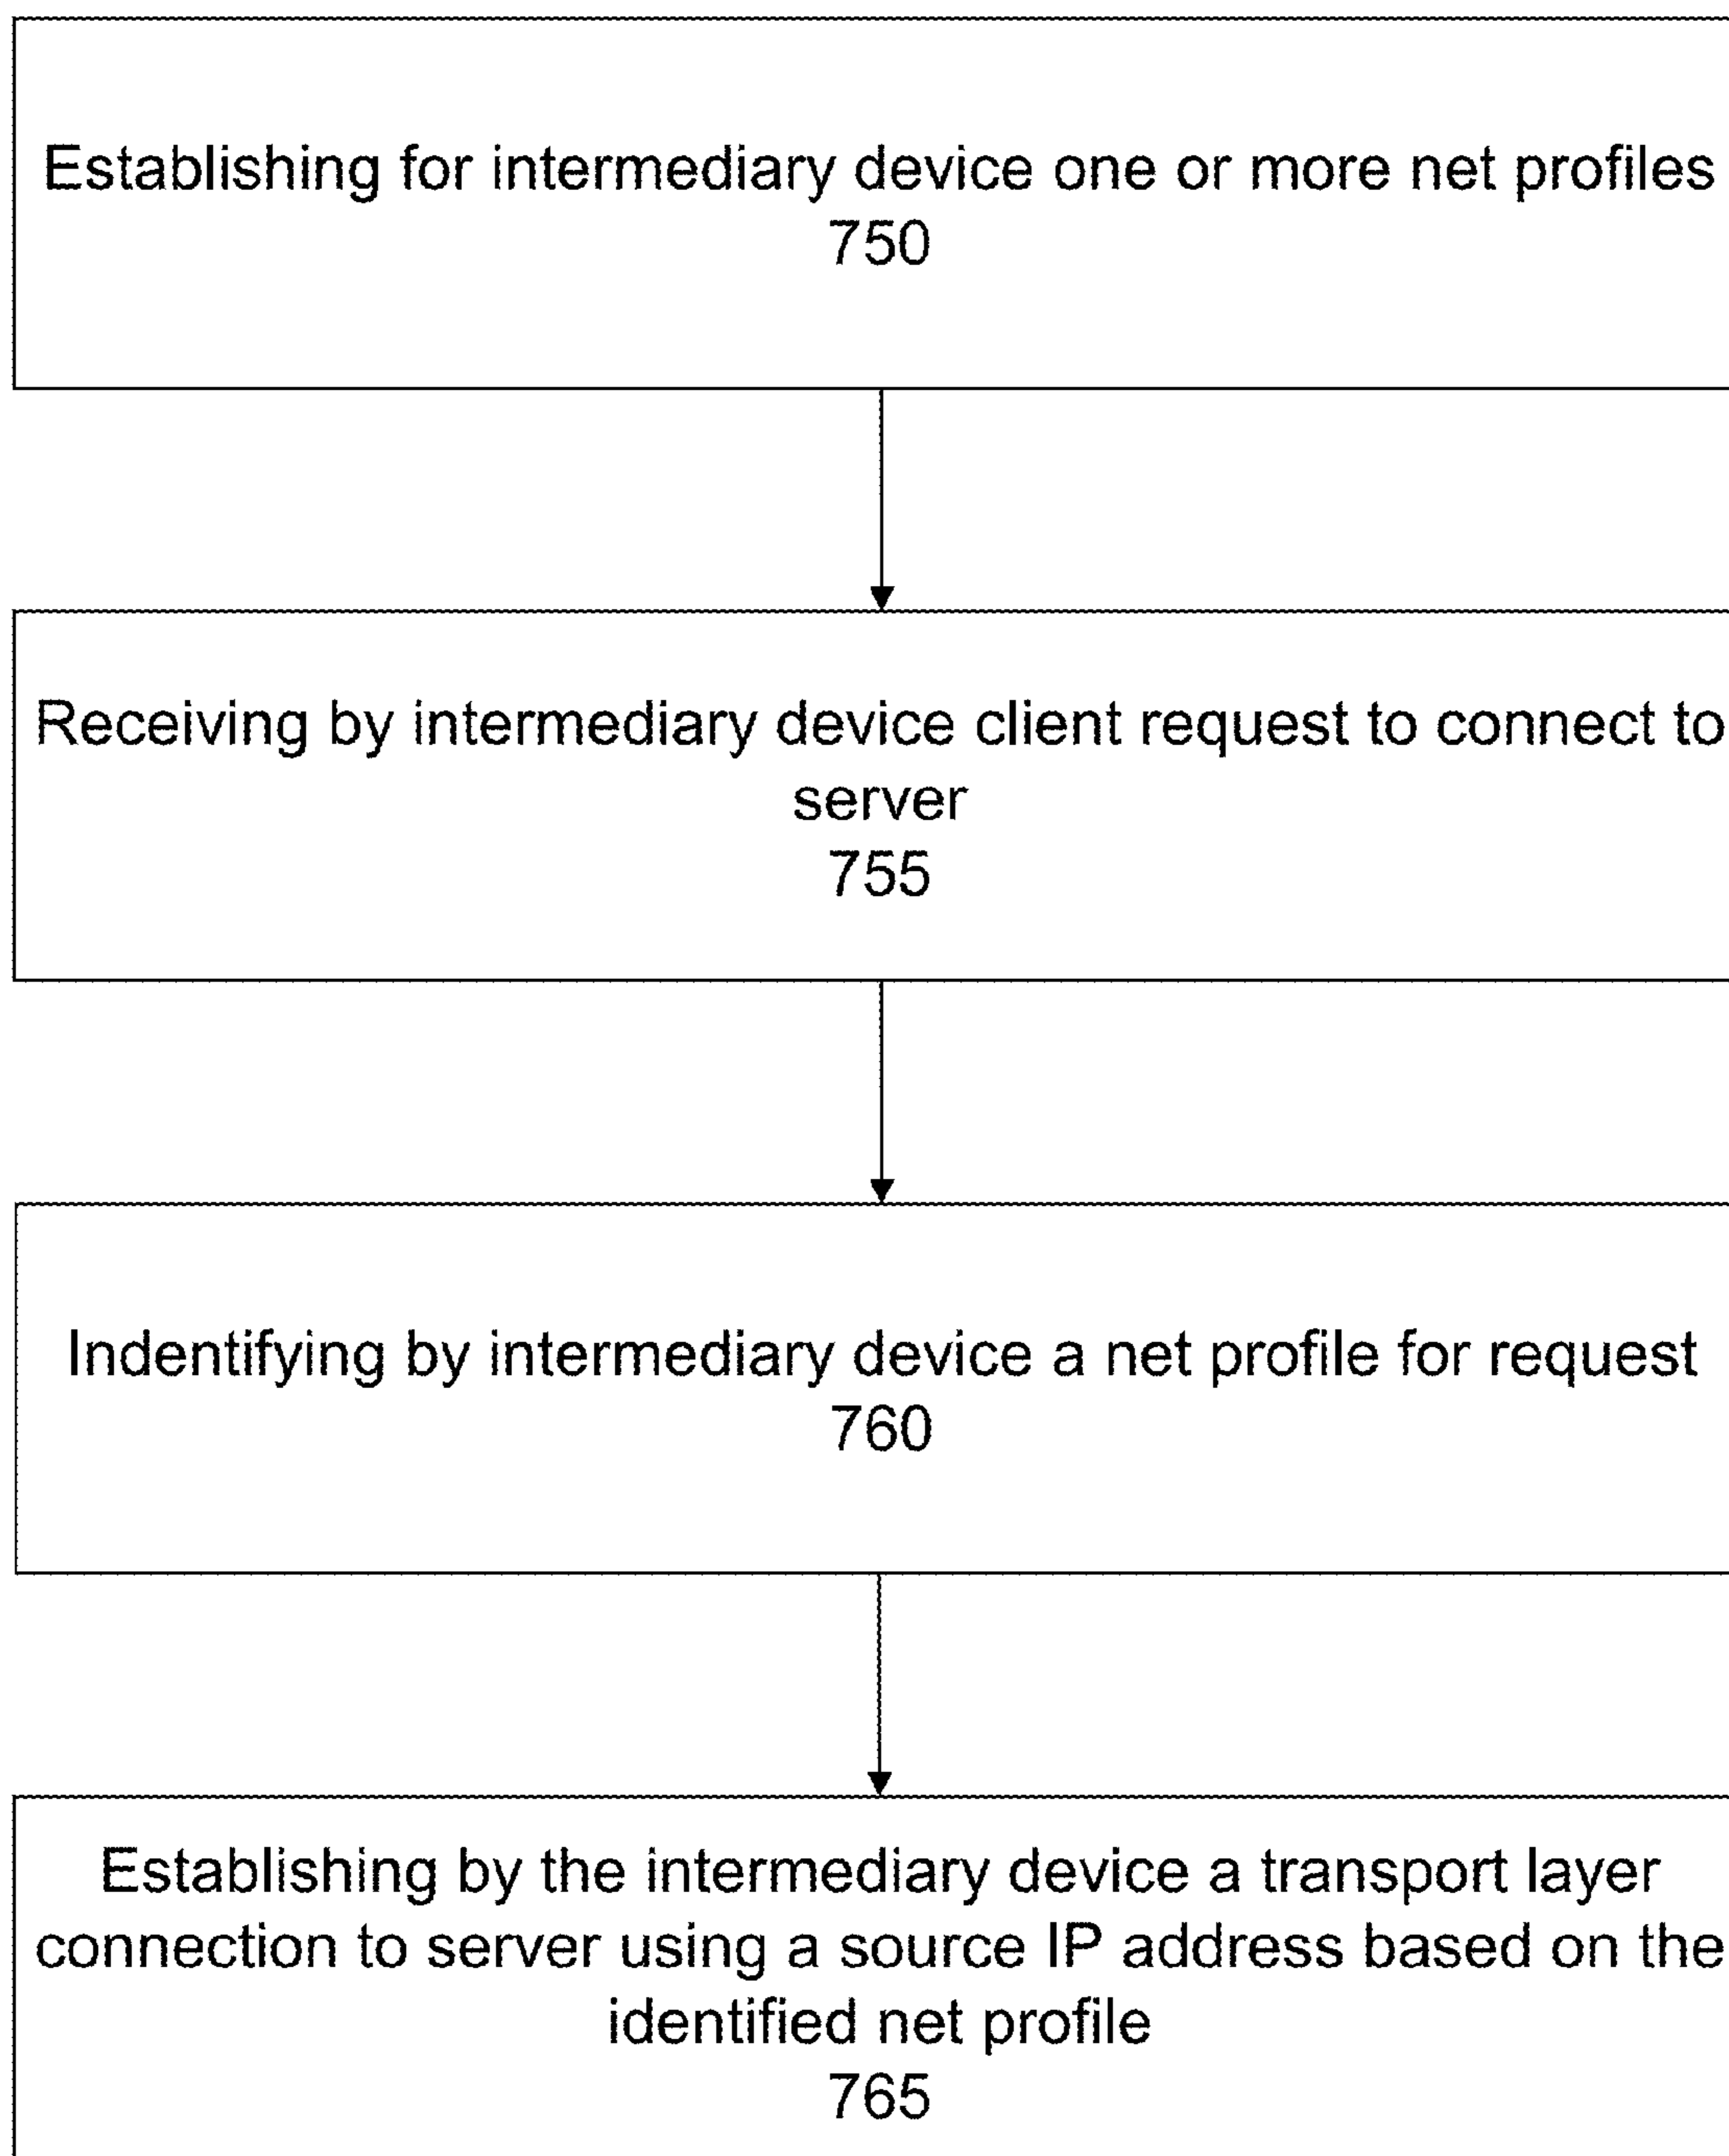 Establishing for intermediary device one or more net profiles
750
Receiving by intermediary device client request to connect to
server
755
Indentifying by intermediary device a net profile for request
760
Establishing by the intermediary device a transport layer
connection to server using a source IP address based on the
identified net profile
765